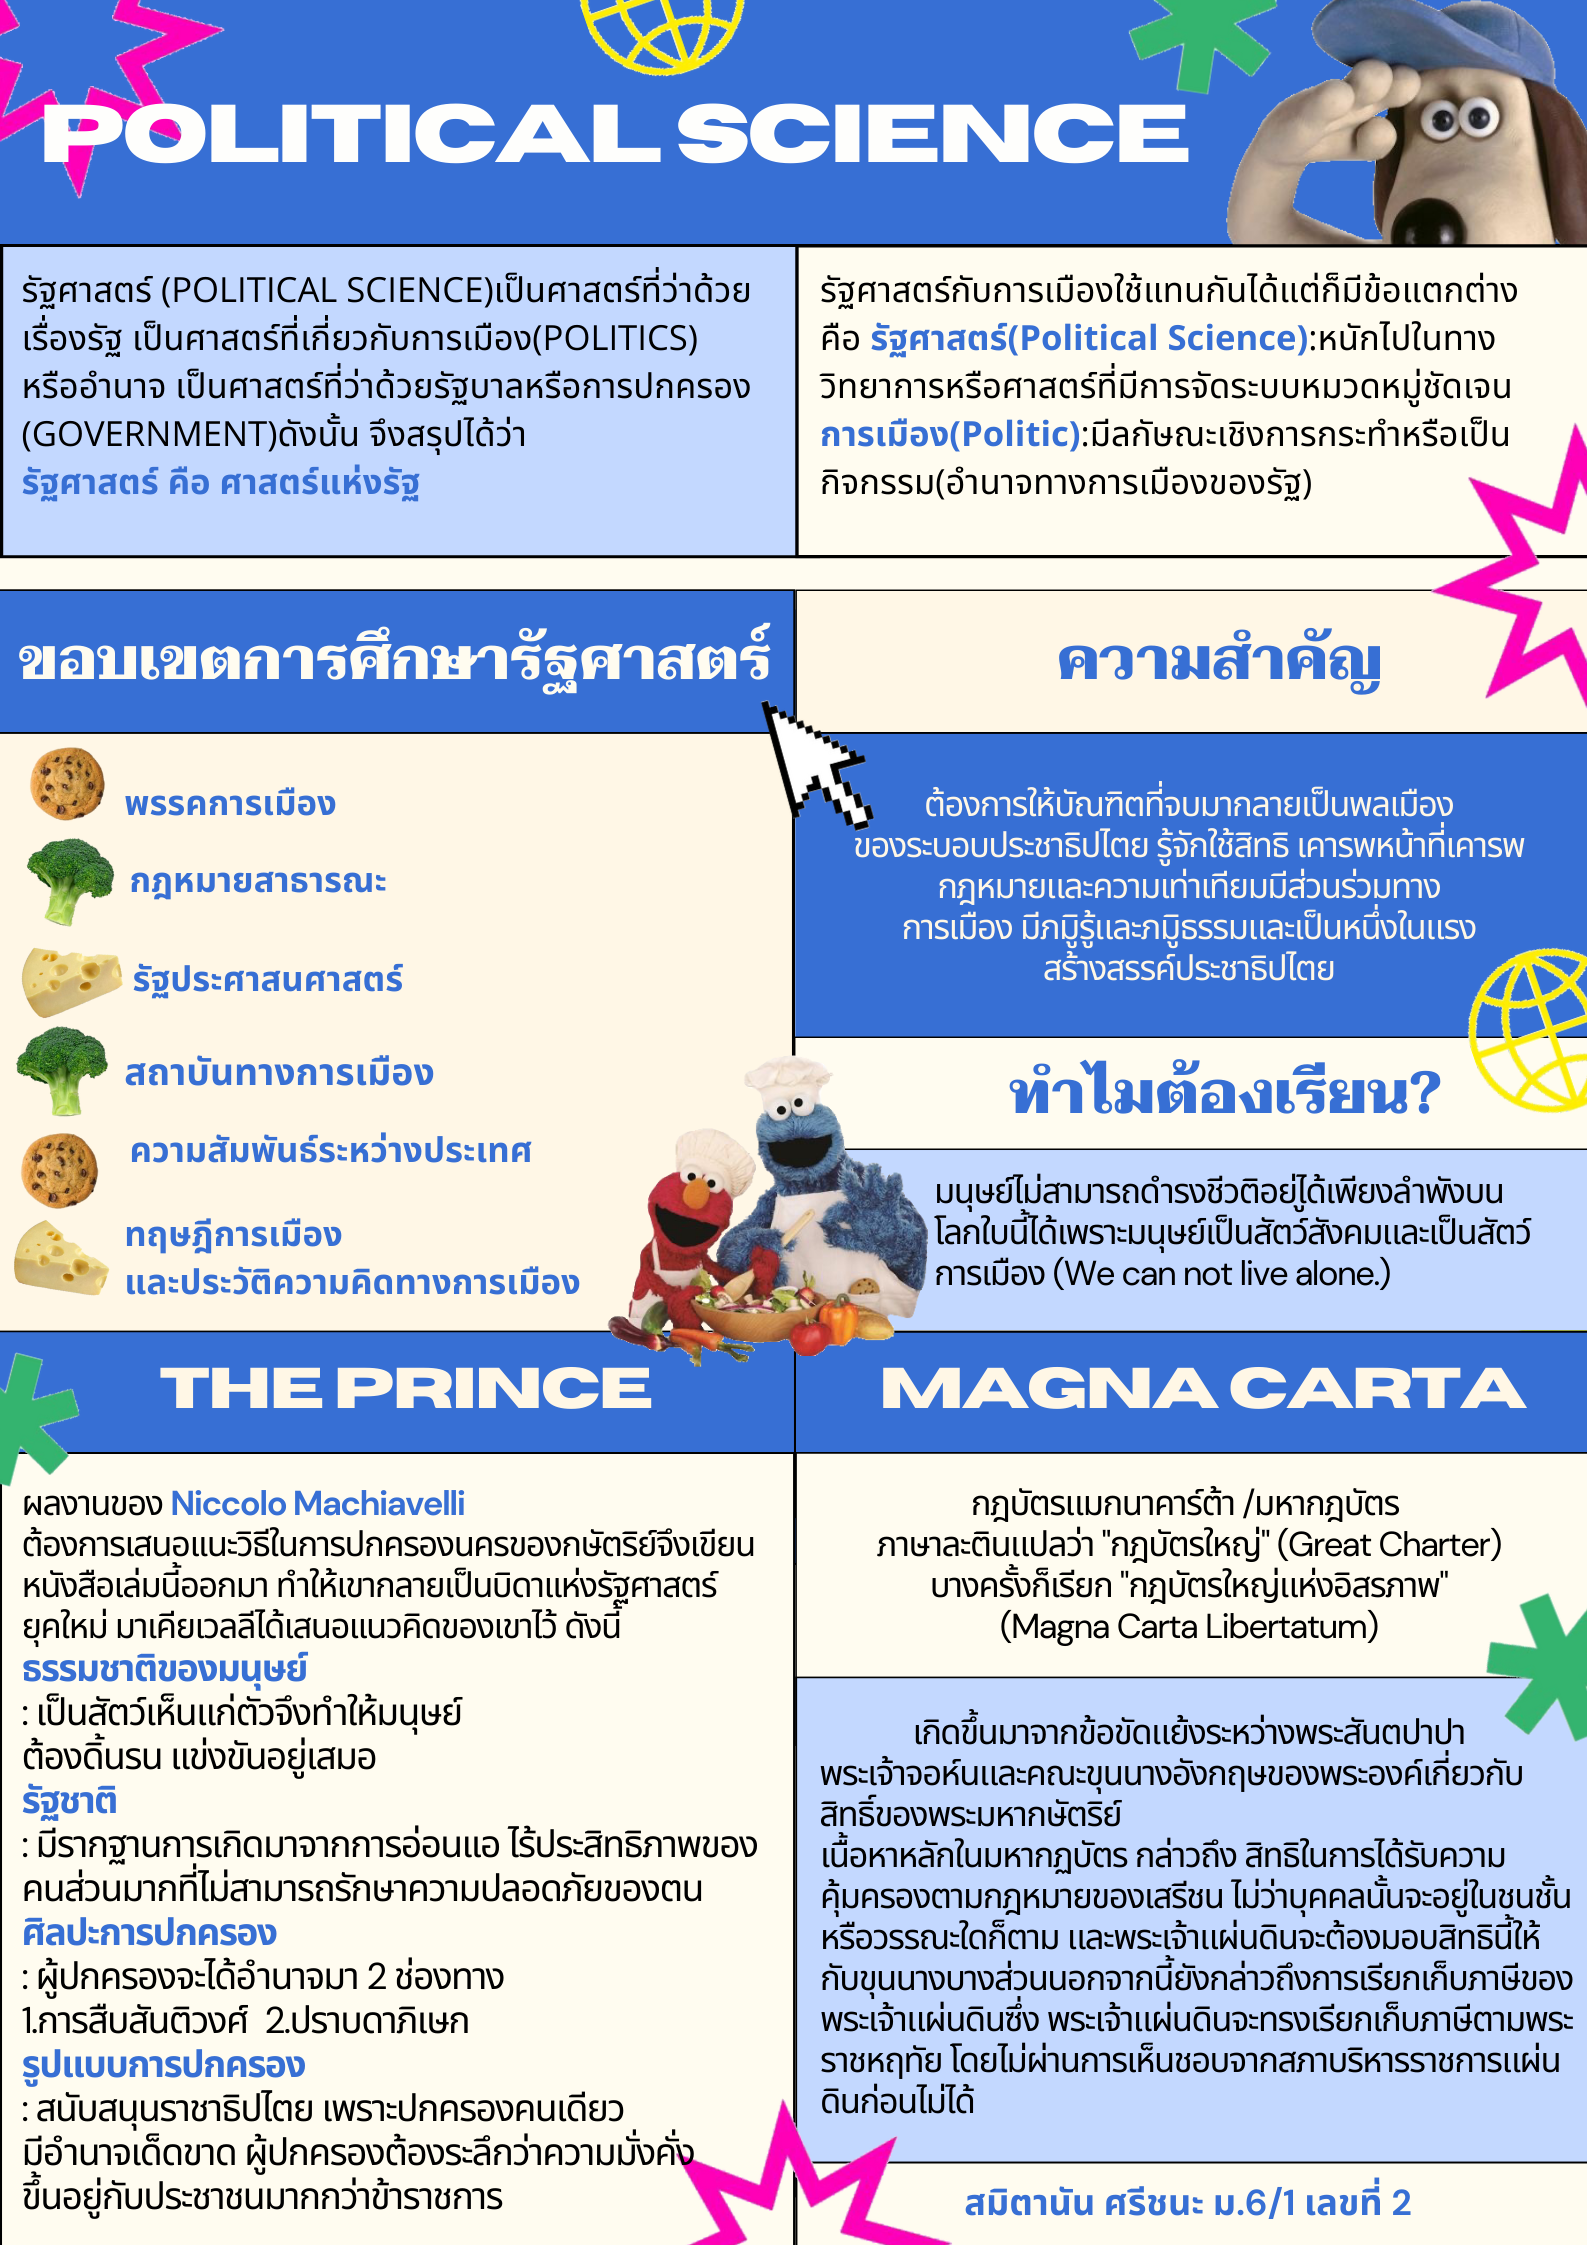 POLITICAL SCIENCE
รัฐศาสตร์ (POLITICAL SCIENCE)เป็นศาสตร์ที่ว่าด้วย
เรื่องรัฐ เป็นศาสตร์ที่เกี่ยวกับการเมือง(POLITICS)
หรืออำนาจ เป็นศาสตร์ที่ว่าด้วยรัฐบาลหรือการปกครอง
(GOVERNMENT)ดังนั้น จึงสรุปได้ว่า
รัฐศาสตร์ คือ ศาสตร์แห่งรัฐ
รัฐศาสตร์กับการเมืองใช้แทนกันได้แต่ก็มีข้อแตกต่าง
คือ รัฐศาสตร์(Political Science):หนักไปในทาง
วิทยาการหรือศาสตร์ที่มีการจัดระบบหมวดหมู่ชัดเจน
การเมือง(Politic):มีลกัษณะเชิงการกระทำหรือเป็น
กิจกรรม(อำนาจทางการเมืองของรัฐ)
ขอบเขตการศึกษารัฐศาสตร์
พรรคการเมือง
กฎหมายสาธารณะ
รัฐประศาสนศาสตร์
สถาบันทางการเมือง
ความสัมพันธ์ระหว่างประเทศ
ทฤษฎีการเมือง
และประวัติความคิดทางการเมือง
ความสำคัญ
ต้องการให้บัณฑิตที่จบมากลายเป็นพลเมือง
ของระบอบประชาธิปไตย รู้จักใช้สิทธิ เคารพหน้าที่เคารพ
กฎหมายและความเท่าเทียมมีส่วนร่วมทาง
การเมือง มีภมูิรู้และภมูิธรรมและเป็นหนึ่งในแรง
สร้างสรรค์ประชาธิปไตย
ทำไมต้องเรียน?
มนุษย์ไม่สามารถดำรงชีวติอยู่ได้เพียงลำพังบน
โลกใบนี้ได้เพราะมนุษย์เป็นสัตว์สังคมและเป็นสัตว์
การเมือง (We can not live alone.)
THE PRINCE
ผลงานของ Niccolo Machiavelli
ต้องการเสนอแนะวิธีในการปกครองนครของกษัตริย์จึงเขียน
หนังสือเล่มนี้ออกมา ทำให้เขากลายเป็นบิดาแห่งรัฐศาสตร์
ยุคใหม่ มาเคียเวลลีได้เสนอแนวคิดของเขาไว้ ดังนี้
ธรรมชาติของมนุษย์
: เป็นสัตว์เห็นแก่ตัวจึงทำให้มนุษย์
ต้องดิ้นรน แข่งขันอยู่เสมอ
รัฐชาติ
: มีรากฐานการเกิดมาจากการอ่อนแอ ไร้ประสิทธิภาพของ
คนส่วนมากที่ไม่สามารถรักษาความปลอดภัยของตน
ศิลปะการปกครอง
: ผู้ปกครองจะได้อำนาจมา 2 ช่องทาง
1.การสืบสันติวงศ์  2.ปราบดาภิเษก
รูปแบบการปกครอง
: สนับสนุนราชาธิปไตย เพราะปกครองคนเดียว
มีอำนาจเด็ดขาด ผู้ปกครองต้องระลึกว่าความมั่งคั่ง
ขึ้นอยู่กับประชาชนมากกว่าข้าราชการ
MAGNA CARTA
กฎบัตรแมกนาคาร์ต้า /มหากฎบัตร
ภาษาละตินแปลว่า "กฎบัตรใหญ่" (Great Charter)
บางครั้งก็เรียก "กฎบัตรใหญ่แห่งอิสรภาพ"
(Magna Carta Libertatum)
เกิดขึ้นมาจากข้อขัดแย้งระหว่างพระสันตปาปา
พระเจ้าจอห์นและคณะขุนนางอังกฤษของพระองค์เกี่ยวกับ
สิทธิ์ของพระมหากษัตริย์
เนื้อหาหลักในมหากฏบัตร กล่าวถึง สิทธิในการได้รับความ
คุ้มครองตามกฎหมายของเสรีชน ไม่ว่าบุคคลนั้นจะอยู่ในชนชั้น
หรือวรรณะใดก็ตาม และพระเจ้าแผ่นดินจะต้องมอบสิทธินี้ให้
กับขุนนางบางส่วนนอกจากนี้ยังกล่าวถึงการเรียกเก็บภาษีของ
พระเจ้าแผ่นดินซึ่ง พระเจ้าแผ่นดินจะทรงเรียกเก็บภาษีตามพระ
ราชหฤทัย โดยไม่ผ่านการเห็นชอบจากสภาบริหารราชการแผ่น
ดินก่อนไม่ได้
สมิตานัน ศรีชนะ ม.6/1 เลขที่ 2